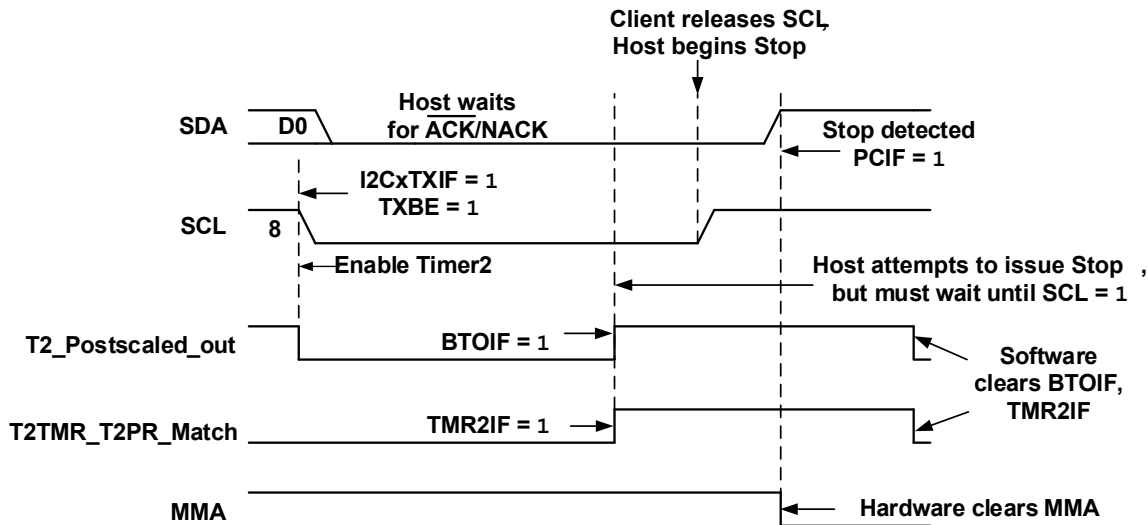 Client releases SCL,
Host begins Stop
SDA
D0
Host waits
for ACK/NACK
Stop detected
PCIF = 1
I2CxTXIF = 1
TXBE = 1
SCL
8
Enable Timer2
Host attempts to issue Stop ,
but must wait until SCL = 1
T2_Postscaled_out
BTOIF = 1
Software
clears BTOIF,
TMR2IF
T2TMR_T2PR_Match
TMR2IF = 1
MMA
Hardware clears MMA